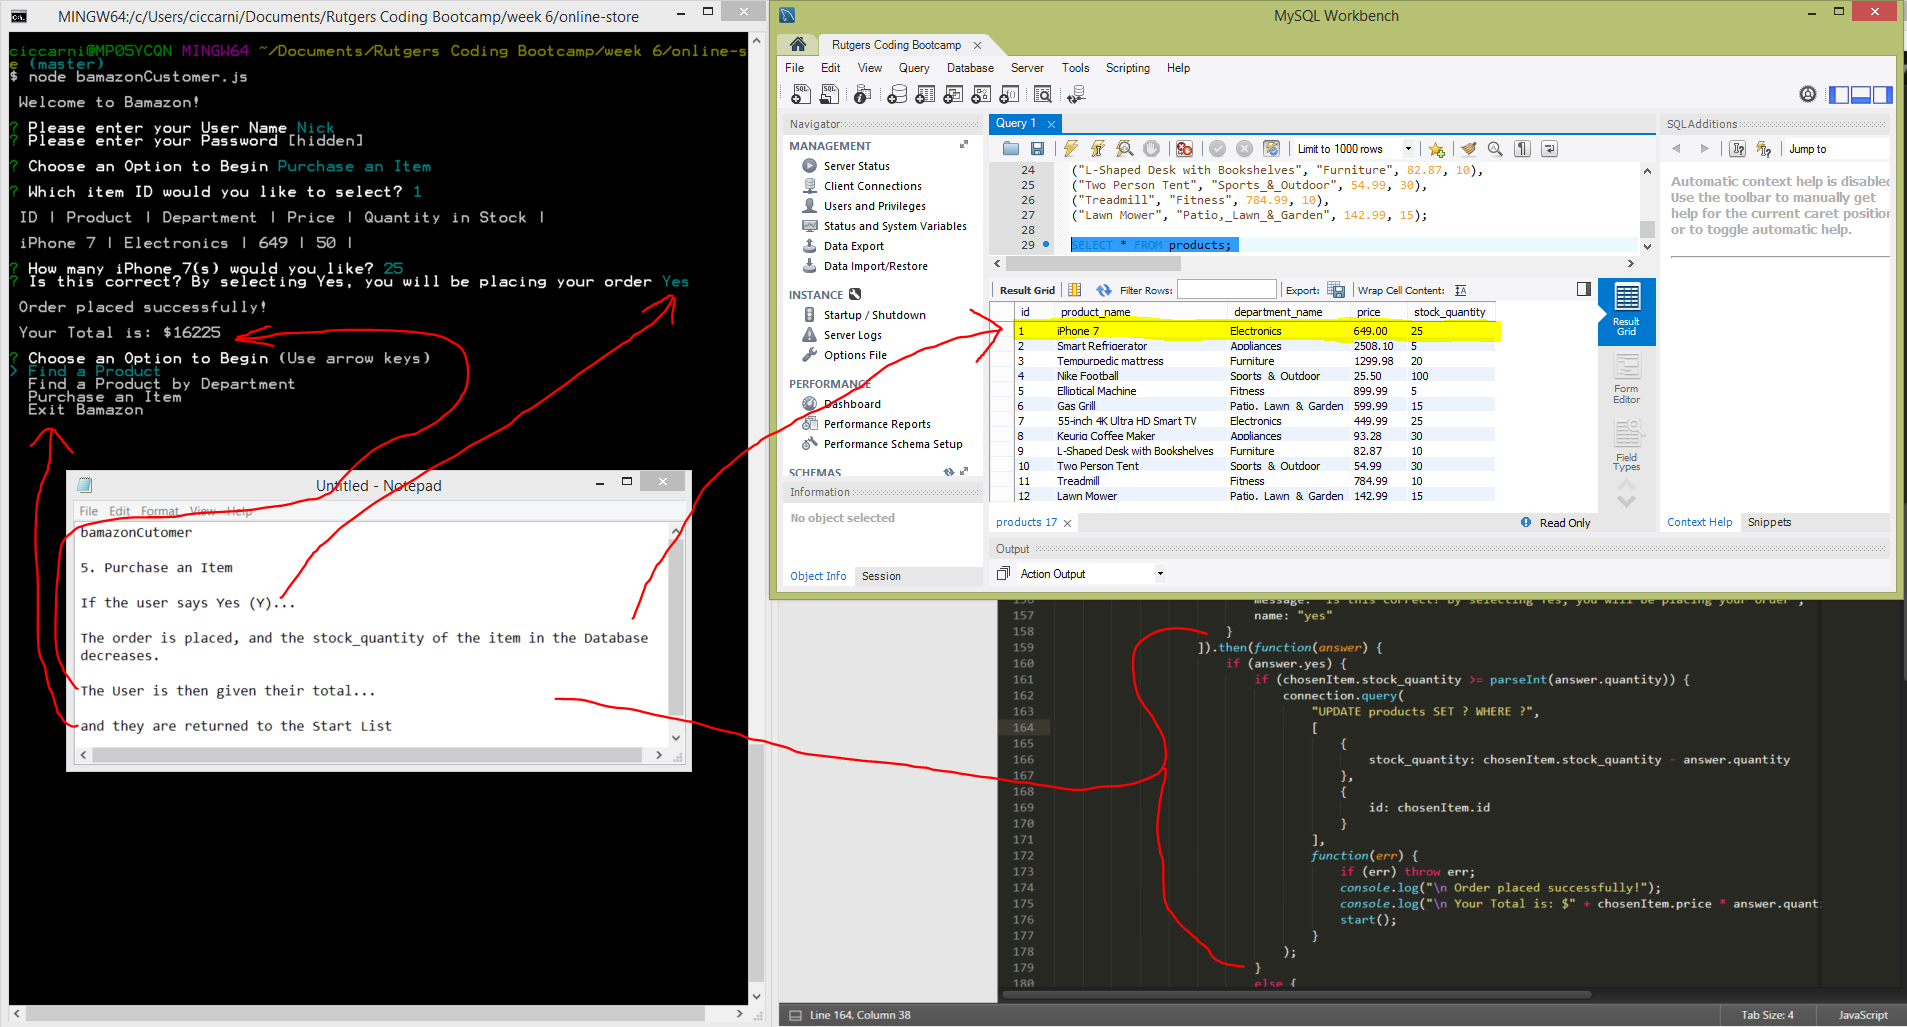 MINGW64:/c/Users/ciccarni/Documents/Rutgers Coding Bootcamp/week 6/online-store
ciccarni@MP05YCQN MINGW64 ~/Documents/Rutgers Coding Bootcamp/week 6/online-s
e (master)
$ node bamazonCustomer.js
Welcome to Bamazon!
? Please enter your User Name Nick
? Please enter your Password [hidden]
? Choose an Option to Begin Purchase an Item
? Which item ID would you like to select? 1
ID | Product | Department | Price | Quantity in Stock |
iPhone 7 | Electronics | 649 | 50 |
? How many iPhone 7(s) would you like? 25
? Is this correct? By selecting Yes, you will be placing your order Yes
Order placed successfully!
Your Total is: $16225
? Choose an Option to Begin (Use arrow keys)
> Find a Product
Find a Product by Department
Purchase an Item
Exit Bamazon
Untitled - Notepad
File Edit Format View Help
bamazonCutomer
5. Purchase an Item
If the user says Yes (Y)...
The order is placed, and the stock_quantity of the item in the Database
decreases.
The User is then given their total...
and they are returned to the Start List
MySQL Workbench
Rutgers Coding Bootcamp
File Edit View Query Database Server Tools Scripting Help
Navigator
MANAGEMENT
Server Status
Client Connections
Users and Privileges
Status and System Variables
Data Export
Data Import/Restore
INSTANCE
Startup / Shutdown
Server Logs
Options File
PERFORMANCE
Dashboard
Performance Reports
Performance Schema Setup
SCHEMAS
Information
No object selected
Object Info Session
Query 1
Limit to 1000 rows
24 ("L-Shaped Desk with Bookshelves", "Furniture", 82.87, 10),
25 ("Two Person Tent", "Sports_&_Outdoor", 54.99, 30),
26 ("Treadmill", "Fitness", 784.99, 10),
27 ("Lawn Mower", "Patio,_Lawn_&_Garden", 142.99, 15);
28
29 SELECT * FROM products;
Result Grid Filter Rows: Export: Wrap Cell Content:
id product_name department_name price stock_quantity
1 iPhone 7 Electronics 649.00 25
2 Smart Refrigerator Appliances 2508.10 5
3 Tempurpedic mattress Furniture 1299.98 20
4 Nike Football Sports_&_Outdoor 25.50 100
5 Elliptical Machine Fitness 899.99 5
6 Gas Grill Patio,_Lawn_&_Garden 599.99 15
7 55-inch 4K Ultra HD Smart TV Electronics 449.99 25
8 Keurig Coffee Maker Appliances 93.28 30
9 L-Shaped Desk with Bookshelves Furniture 82.87 10
10 Two Person Tent Sports_&_Outdoor 54.99 30
11 Treadmill Fitness 784.99 10
12 Lawn Mower Patio,_Lawn_&_Garden 142.99 15
Result
Grid
Form
Editor
Field
Types
products 17
Read Only
Output
Action Output
SQLAdditions
Jump to
Automatic context help is disabled
Use the toolbar to manually get
help for the current caret position
or to toggle automatic help.
Context Help Snippets
156 message: "Is this correct? By selecting Yes, you will be placing your order",
157 name: "yes"
158 }
159 ]).then(function(answer) {
160 if (answer.yes) {
161 if (chosenItem.stock_quantity >= parseInt(answer.quantity)) {
162 connection.query(
163 "UPDATE products SET ? WHERE ?",
164 [
165 {
166 stock_quantity: chosenItem.stock_quantity - answer.quantity
167 },
168 {
169 id: chosenItem.id
170 }
171 ],
172 function(err) {
173 if (err) throw err;
174 console.log("\n Order placed successfully!");
175 console.log("\n Your Total is: $" + chosenItem.price * answer.quant
176 start();
177 }
178 );
179 }
180 else {
Line 164, Column 38
Tab Size: 4 JavaScript